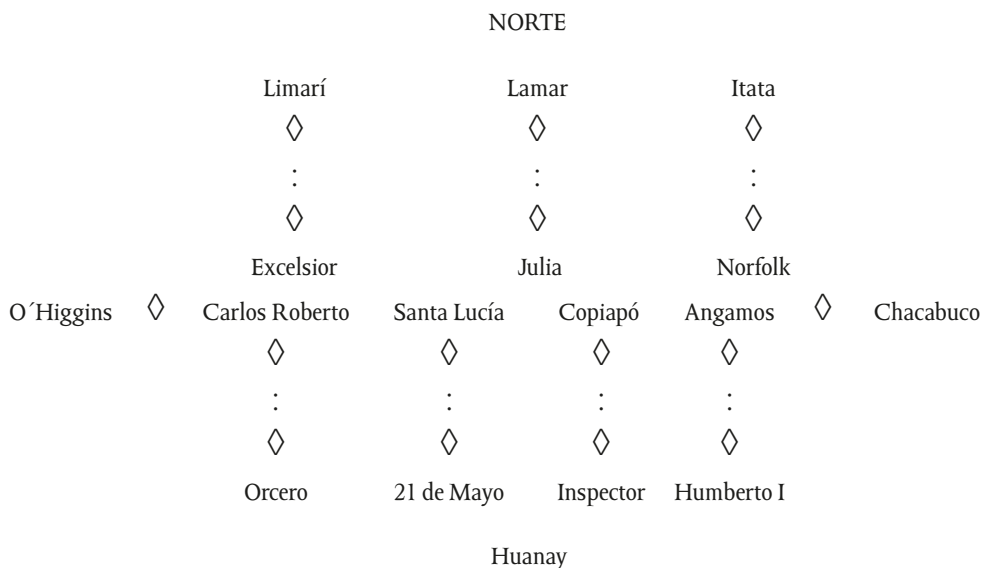 NORTE
Limarí Lamar Itata
◊ ◊ ◊
: : :
◊ ◊ ◊
Excelsior Julia Norfolk
O´Higgins ◊ Carlos Roberto Santa Lucía Copiapó Angamos ◊ Chacabuco
◊ ◊ ◊ ◊
: : : :
◊ ◊ ◊ ◊
Orcero 21 de Mayo Inspector Humberto I
Huanay